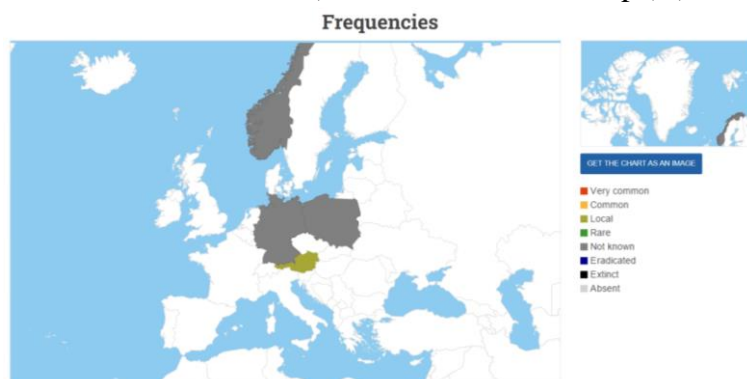 Frequencies
GET THE CHART AS AN IMAGE
Very common
Common
Local
Rare
Not known
Eradicated
Extinct
Absent